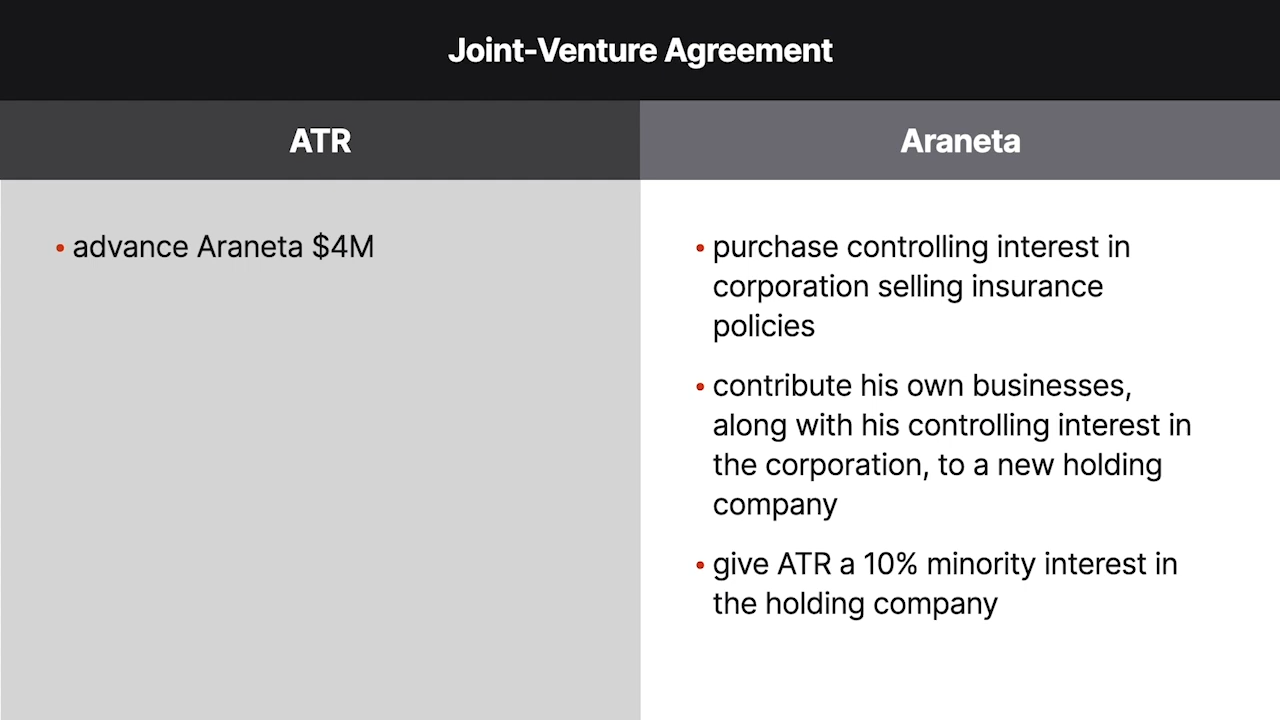 Joint-Venture Agreement
ATR
• advance Araneta $4M
Araneta
• purchase controlling interest in
corporation selling insurance
policies
• contribute his own businesses,
along with his controlling interest in
the corporation, to a new holding
company
• give ATR a 10% minority interest in
the holding company